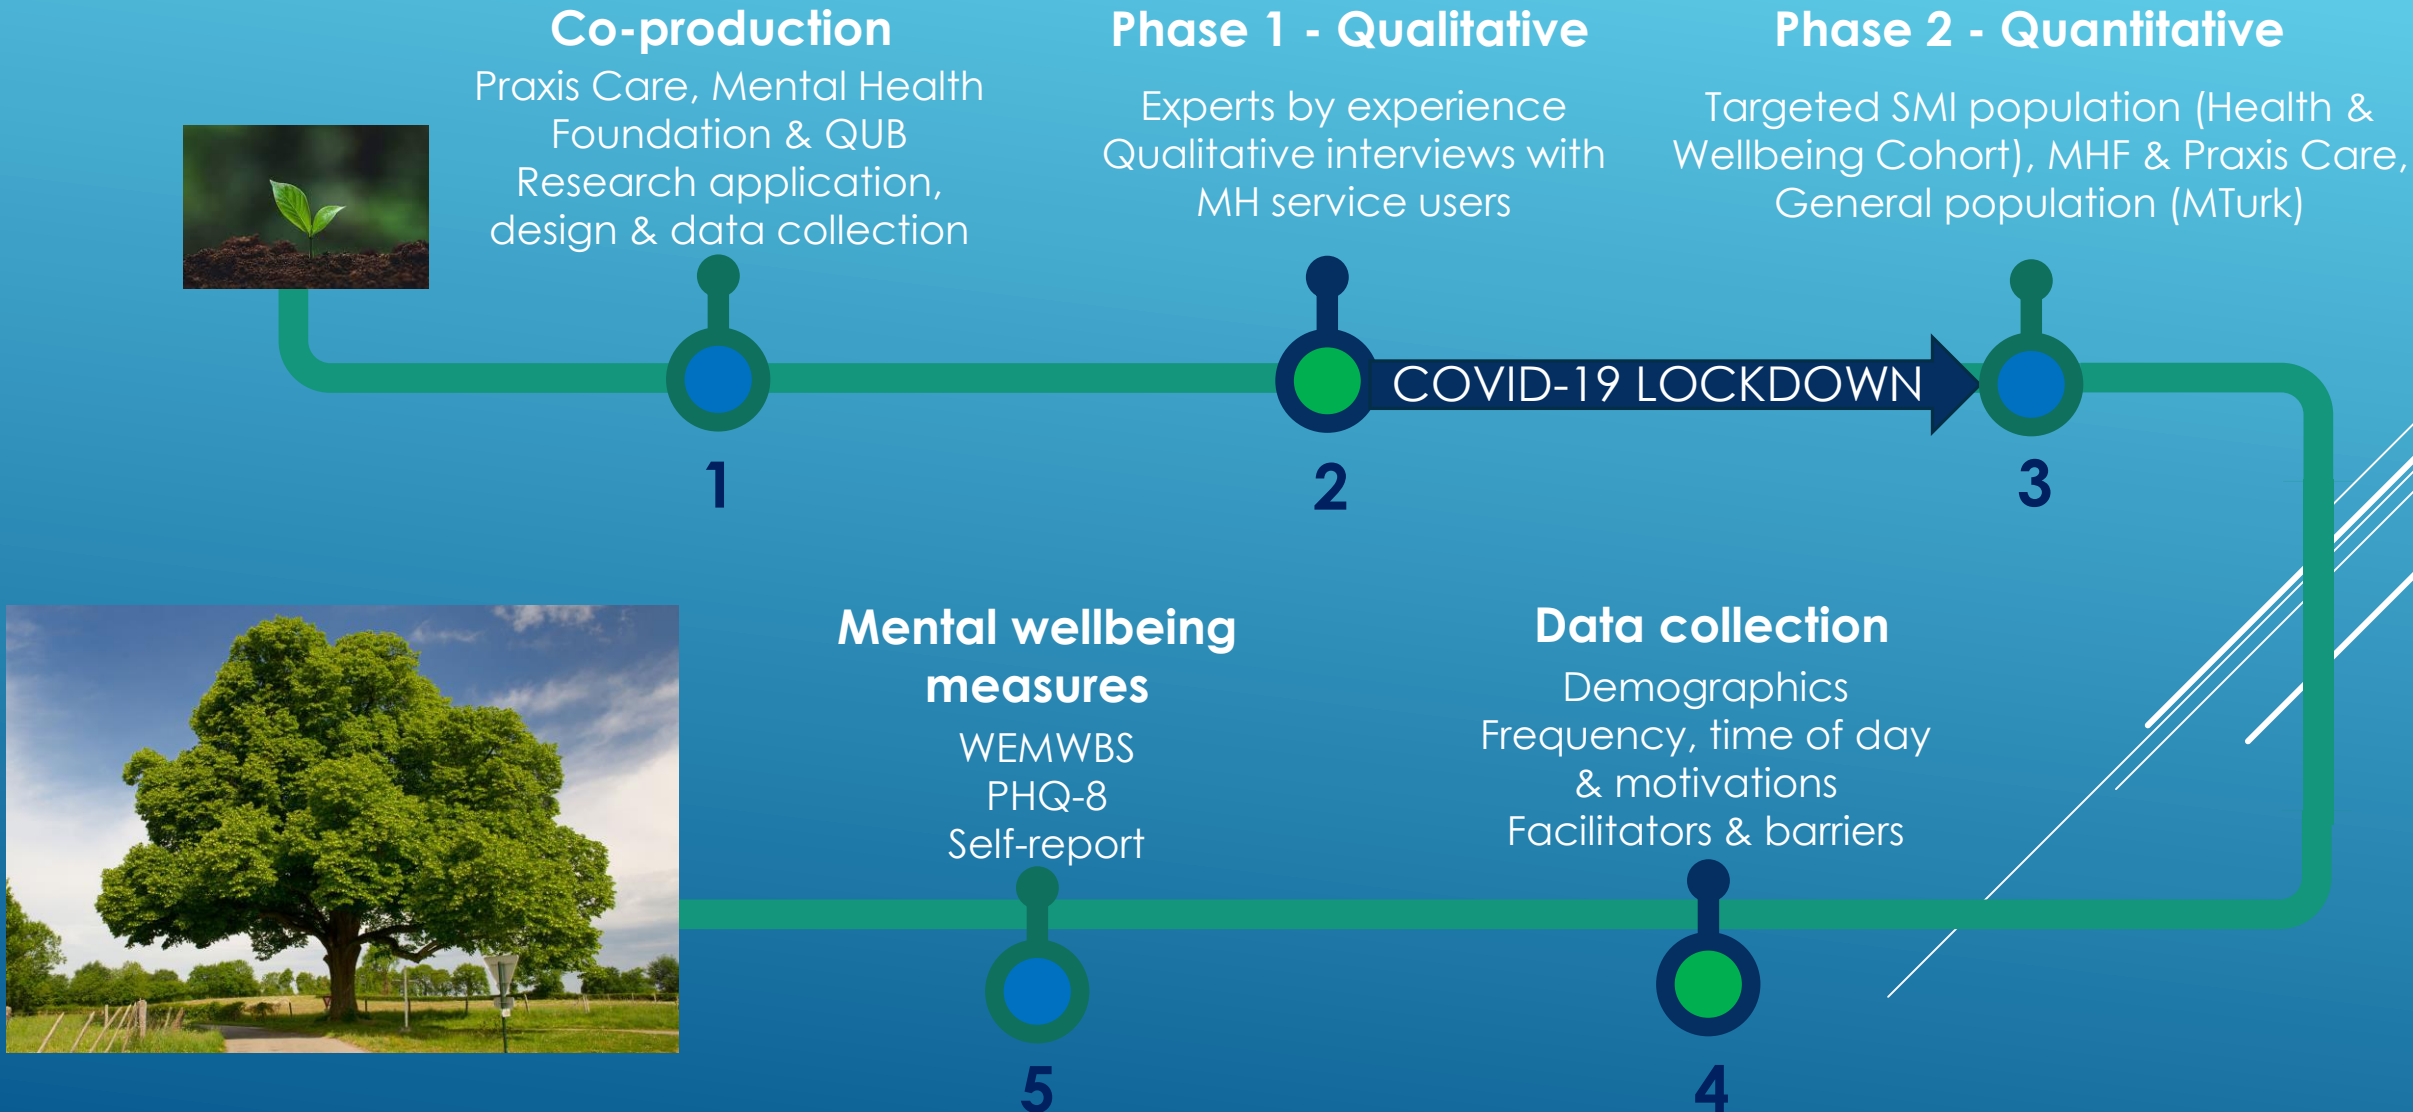 Co-production
Praxis Care, Mental Health
Foundation & QUB
Research application,
design & data collection
1
Phase 1 - Qualitative
Experts by experience
Qualitative interviews with
MH service users
2
COVID-19 LOCKDOWN
Phase 2 - Quantitative
Targeted SMI population (Health &
Wellbeing Cohort), MHF & Praxis Care,
General population (MTurk)
3
Data collection
Demographics
Frequency, time of day
& motivations
Facilitators & barriers
4
Mental wellbeing
measures
WEMWBS
PHQ-8
Self-report
5